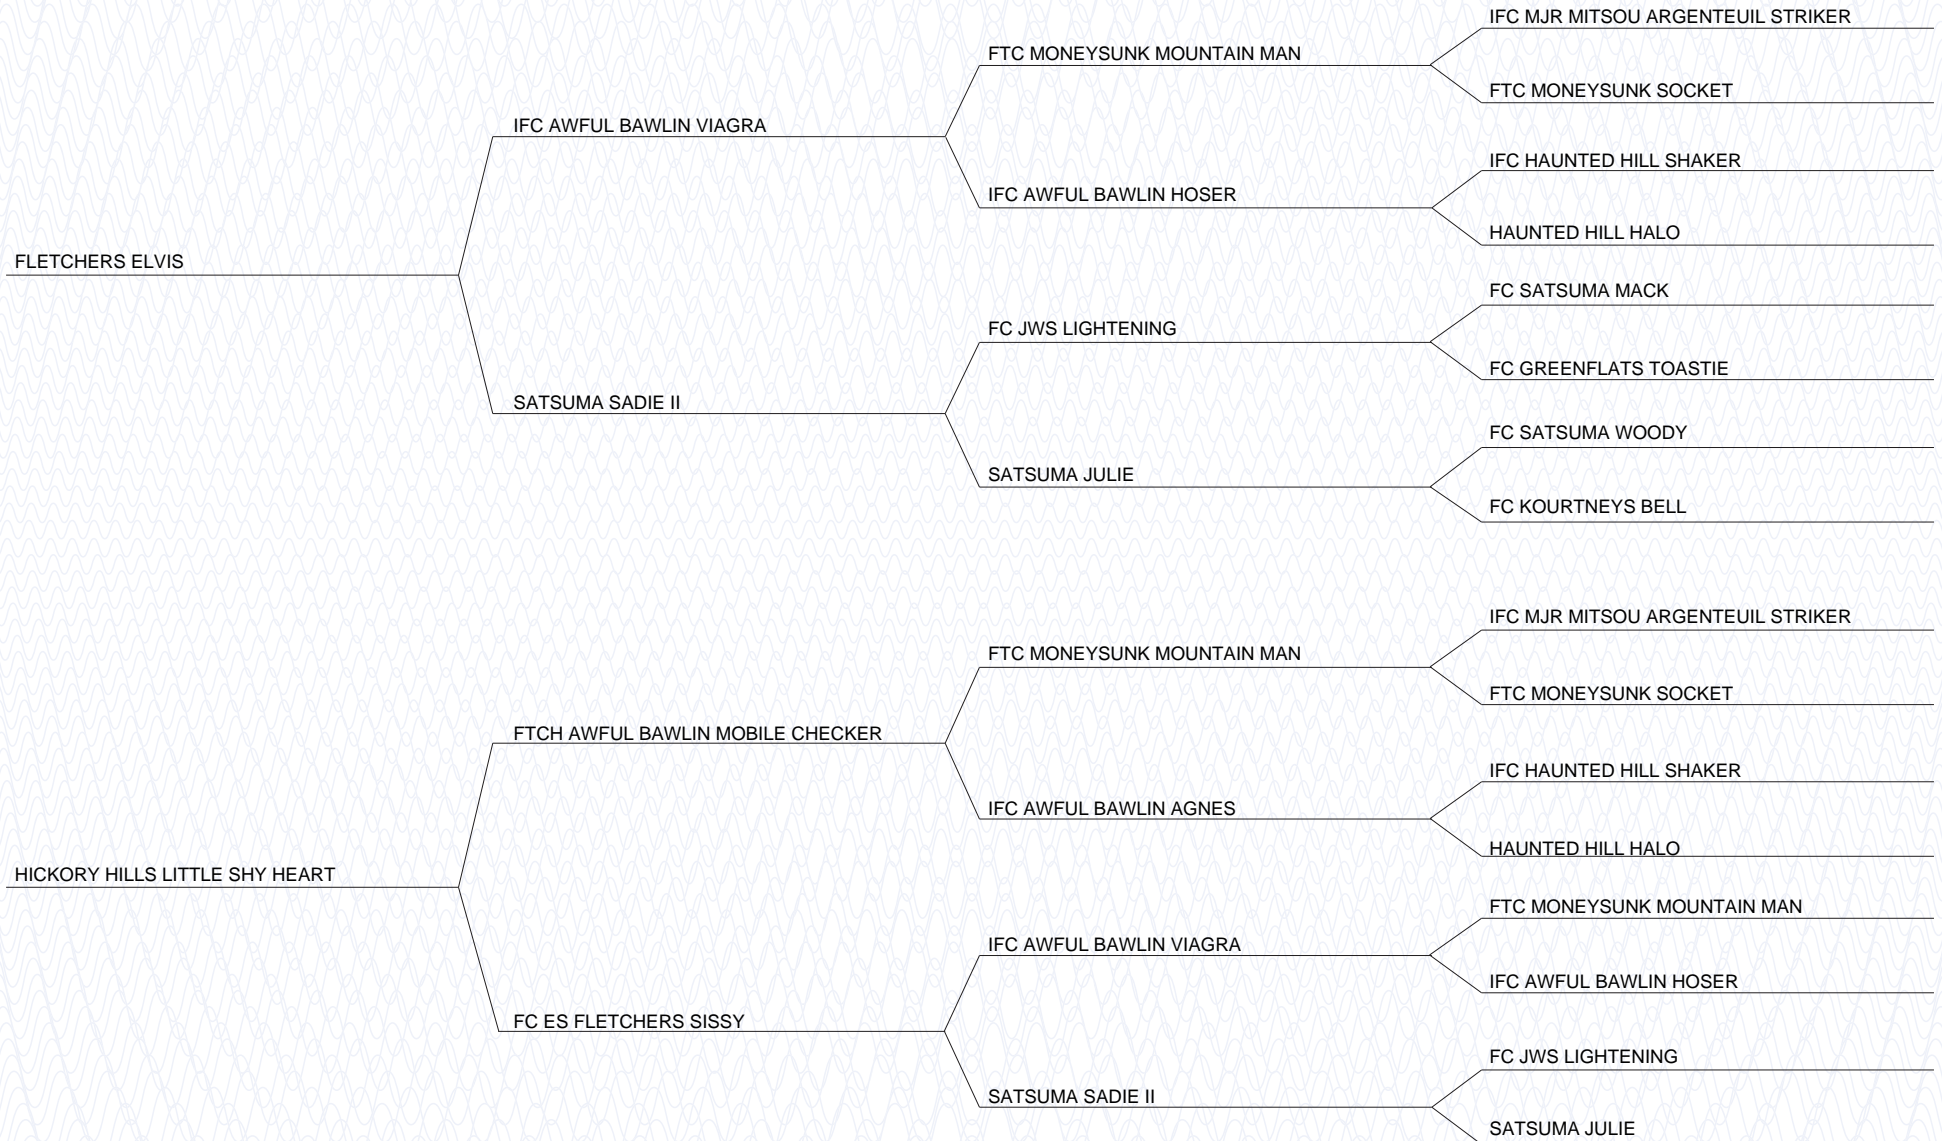 IFC MJR MITSOU ARGENTEUIL STRIKER
FTC MONEYSUNK MOUNTAIN MAN
FTC MONEYSUNK SOCKET
IFC AWFUL BAWLIN VIAGRA
IFC HAUNTED HILL SHAKER
IFC AWFUL BAWLIN HOSER
HAUNTED HILL HALO
FLETCHERS ELVIS
FC SATSUMA MACK
FC JWS LIGHTENING
FC GREENFLATS TOASTIE
SATSUMA SADIE II
FC SATSUMA WOODY
SATSUMA JULIE
FC KOURTNEYS BELL
IFC MJR MITSOU ARGENTEUIL STRIKER
FTC MONEYSUNK MOUNTAIN MAN
FTC MONEYSUNK SOCKET
FTCH AWFUL BAWLIN MOBILE CHECKER
IFC HAUNTED HILL SHAKER
IFC AWFUL BAWLIN AGNES
HAUNTED HILL HALO
HICKORY HILLS LITTLE SHY HEART
FTC MONEYSUNK MOUNTAIN MAN
IFC AWFUL BAWLIN VIAGRA
IFC AWFUL BAWLIN HOSER
FC ES FLETCHERS SISSY
FC JWS LIGHTENING
SATSUMA SADIE II
SATSUMA JULIE